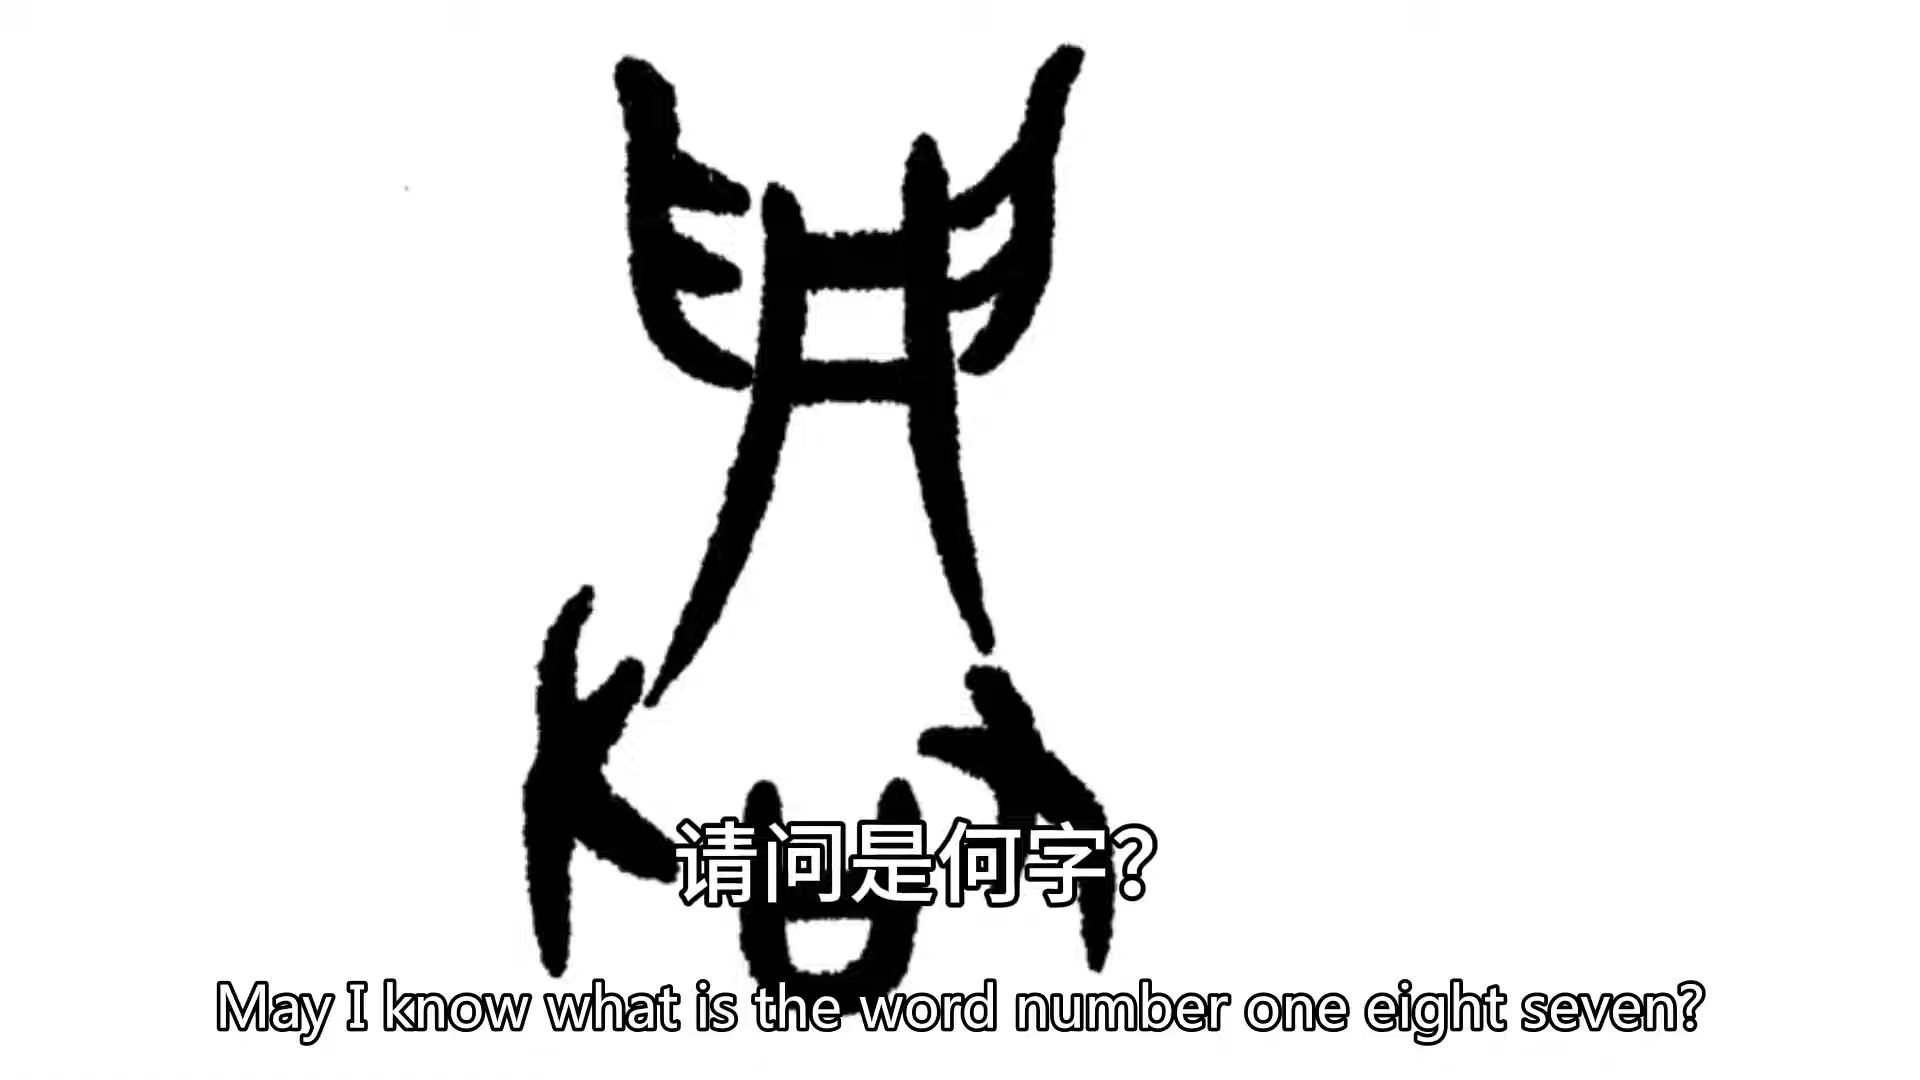 请问是何字？
May I know what is the word number one eight seven?